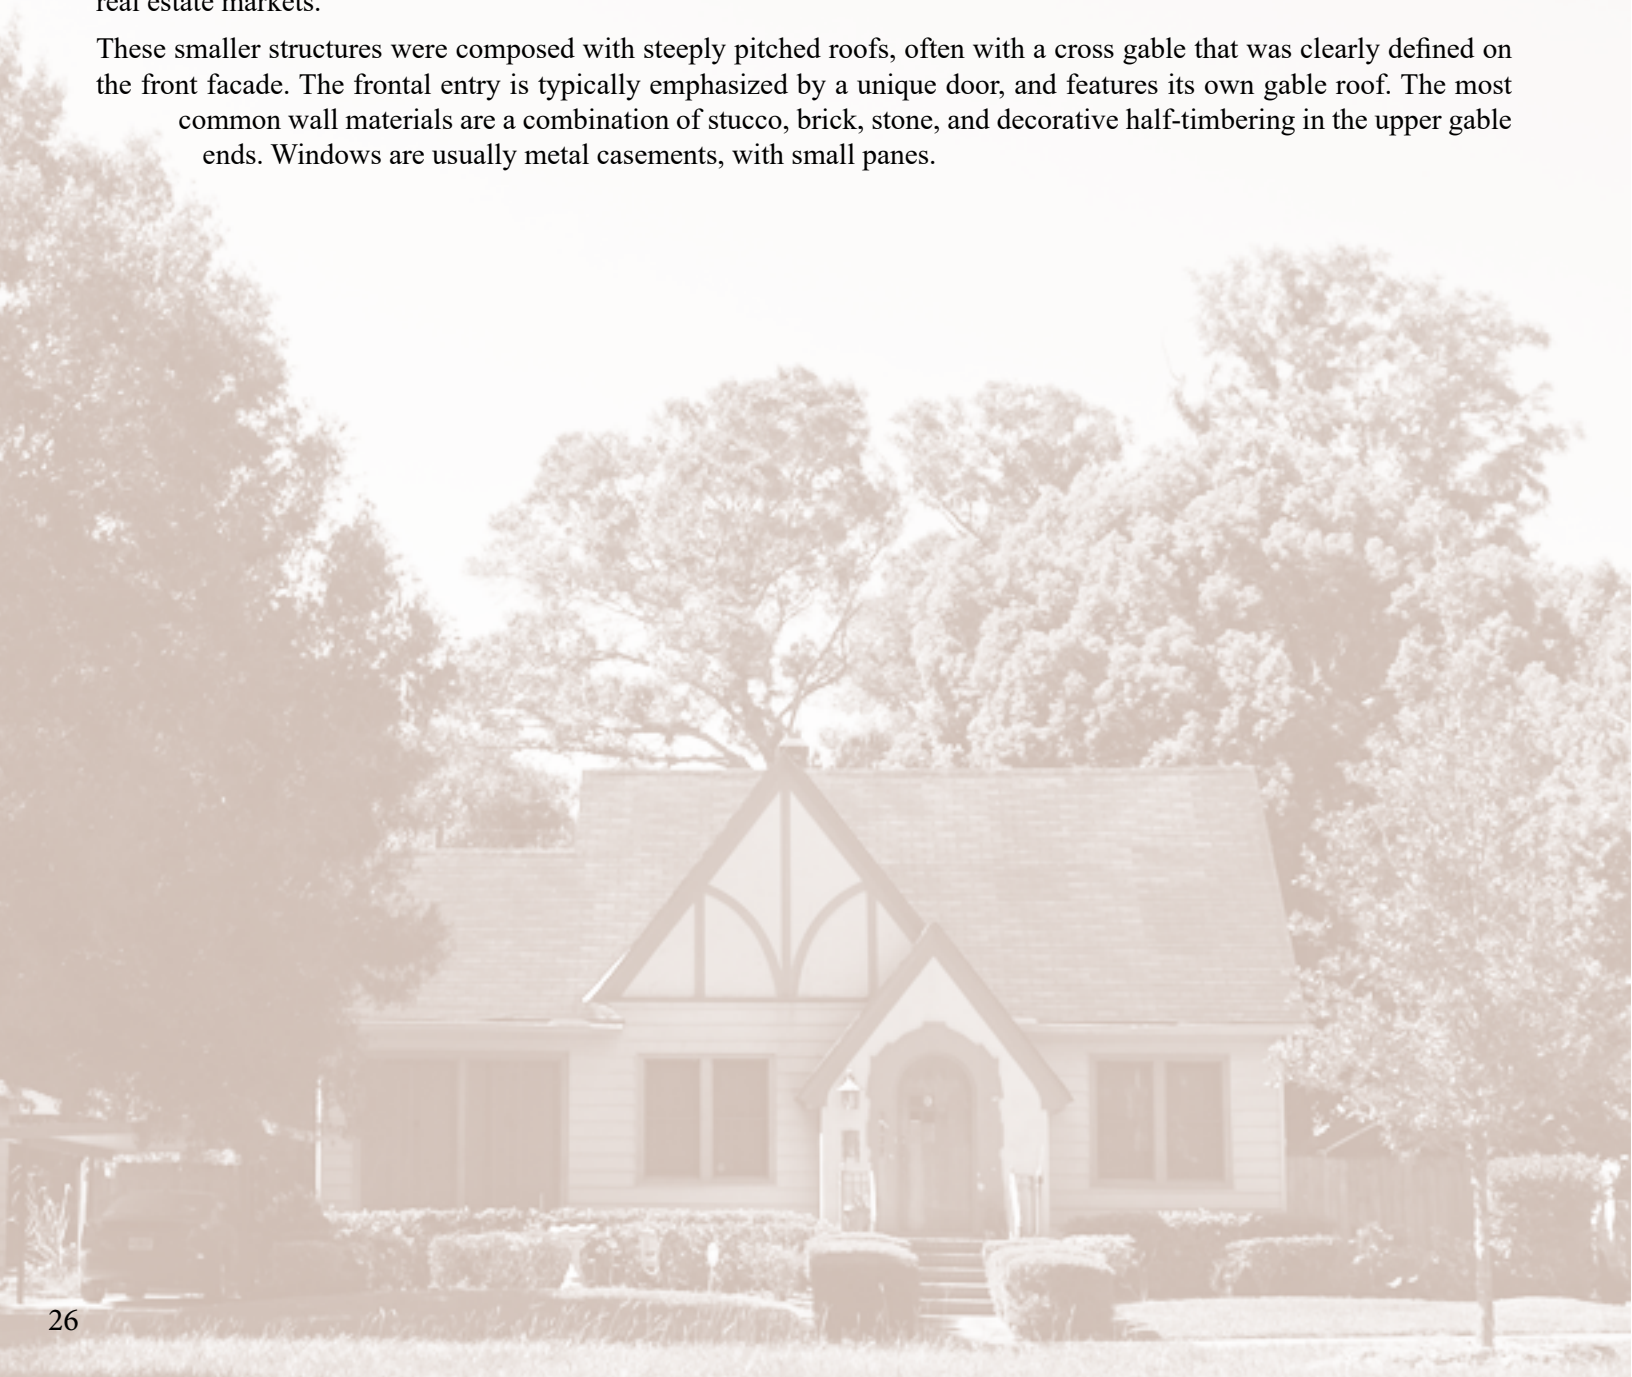 real estate markets.
These smaller structures were composed with steeply pitched roofs, often with a cross gable that was clearly defined on
the front facade. The frontal entry is typically emphasized by a unique door, and features its own gable roof. The most
common wall materials are a combination of stucco, brick, stone, and decorative half-timbering in the upper gable
ends. Windows are usually metal casements, with small panes.
26